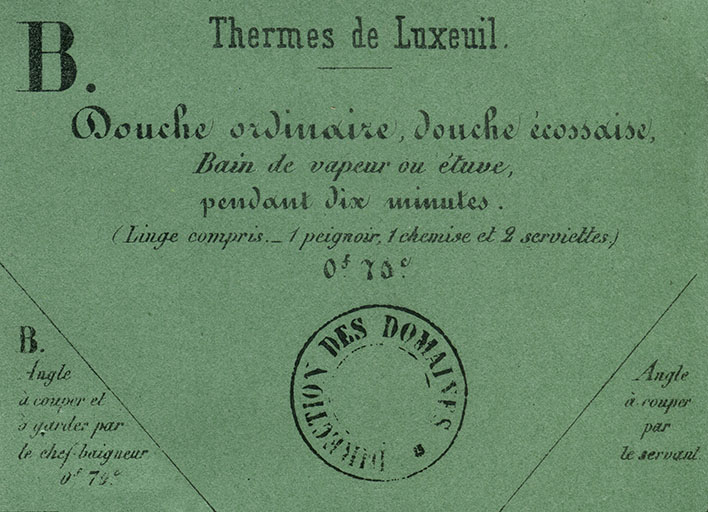 B.
Thermes de Luxeuil.
Douche ordinaire, douche écossaise,
Bain de vapeur ou étuve,
pendant dix minutes.
(Linge compris._ 1 peignoir, 1 chemise et 2 serviettes.)
0f 75c
DIRECTION DES DOMAINES
B.
Angle
à couper et
à garder par
le chef-baigneur
0f 75c
Angle
à couper
par
le servant